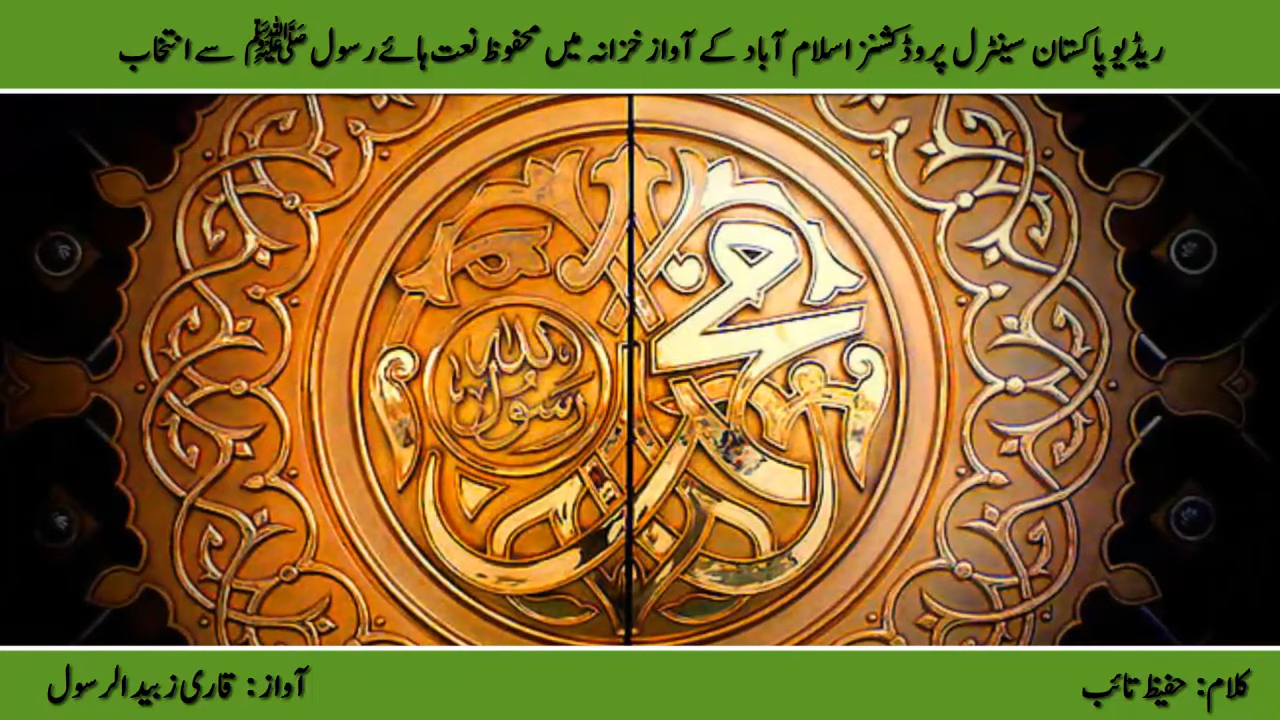 ریڈیو پاکستان سینٹرل پروڈکشنز اسلام آباد کے آواز خزانہ میں محفوظ نعت ہائے رسول ﷺ سے انتخاب
محمد
رسول الله
کلام: حفیظ تائب
آواز: قاری زبید الرسول